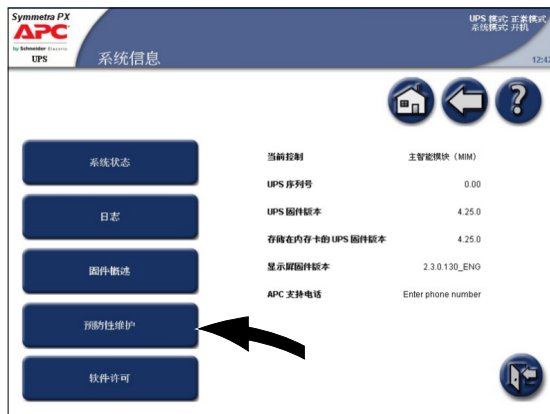 Symmetra PX
APC
by Schneider Electric
UPS
系统信息
UPS 模式 正常模式
系统模式 开机
12:42
系统状态
日志
固件概述
预防性维护
软件许可
当前控制 主智能模块（MIM）
UPS 序列号 0.00
UPS 固件版本 4.25.0
存储在内存卡的 UPS 固件版本 4.25.0
显示屏固件版本 2.3.0.130_ENG
APC 支持电话 Enter phone number
?